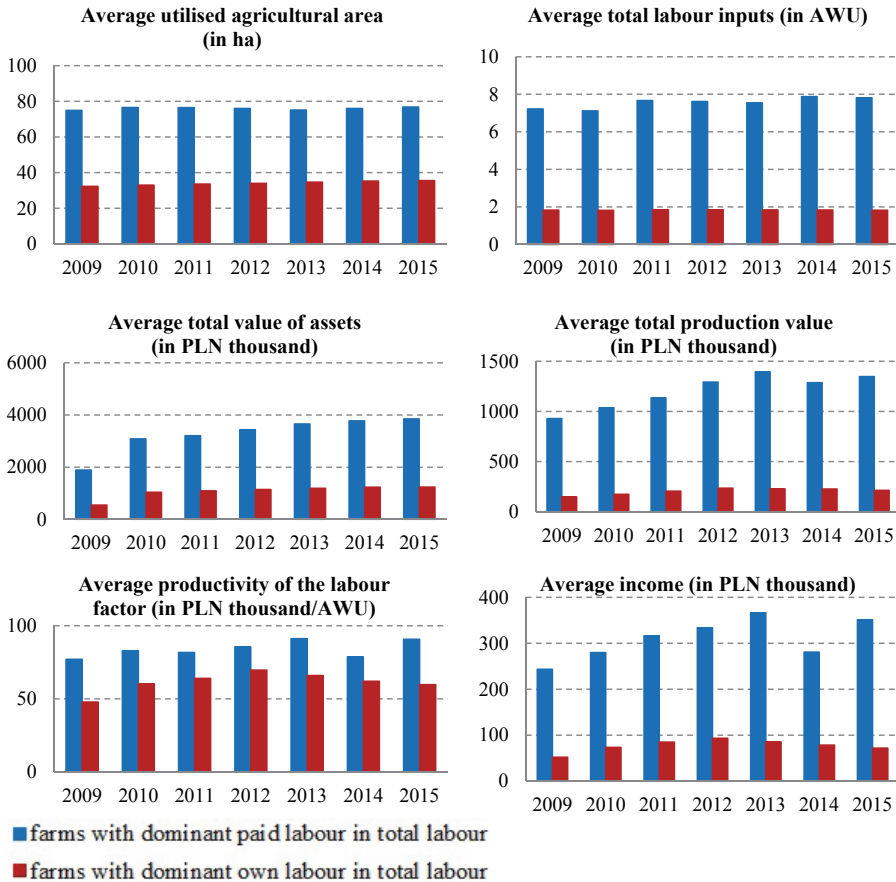 Average utilised agricultural area
(in ha)
100
80
60
40
20
0
2009 2010 2011 2012 2013 2014 2015
Average total labour inputs (in AWU)
10
8
6
4
2
0
2009 2010 2011 2012 2013 2014 2015
Average total value of assets
(in PLN thousand)
6000
4000
2000
0
2009 2010 2011 2012 2013 2014 2015
Average total production value
(in PLN thousand)
1500
1000
500
0
2009 2010 2011 2012 2013 2014 2015
Average productivity of the labour
factor (in PLN thousand/AWU)
100
50
0
2009 2010 2011 2012 2013 2014 2015
Average income (in PLN thousand)
400
300
200
100
0
2009 2010 2011 2012 2013 2014 2015
farms with dominant paid labour in total labour
farms with dominant own labour in total labour